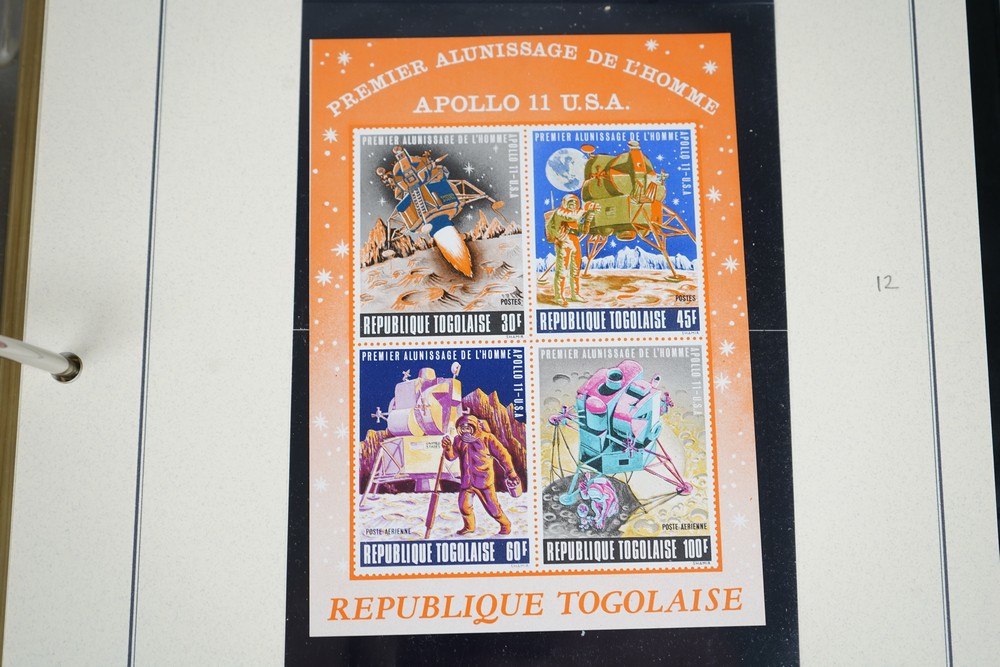 PREMIER ALUNISSAGE DE L'HOMME
APOLLO 11 U.S.A.
PREMIER ALUNISSAGE DE L'HOMME
APOLLO 11-U.S.A
POSTES
REPUBLIQUE TOGOLAISE 30F
THAMIR
PREMIER ALUNISSAGE DE L'HOMME
APOLLO 11-U.S.A
POSTES
REPUBLIQUE TOGOLAISE 45F
PREMIER ALUNISSAGE DE L'HOMME
APOLLO 11-U.S.A
POSTE AERIENNE
REPUBLIQUE TOGOLAISE 60F
PREMIER ALUNISSAGE DE L'HOMME
APOLLO 11-U.S.A
POSTE AERIENNE
REPUBLIQUE TOGOLAISE 100F
REPUBLIQUE TOGOLAISE
12